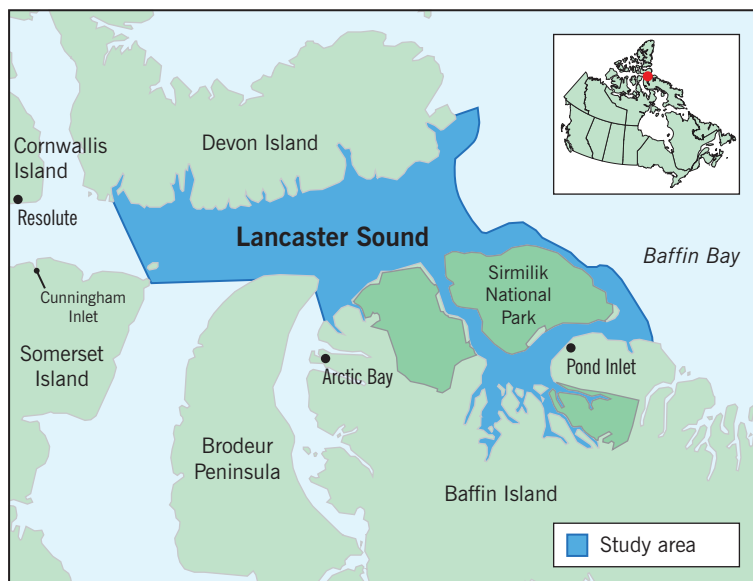 Devon Island
Cornwallis
Island
Resolute
Lancaster Sound
Baffin Bay
Sirmilik
National
Park
Cunningham
Inlet
Somerset
Island
Arctic Bay
Pond Inlet
Brodeur
Peninsula
Baffin Island
Study area